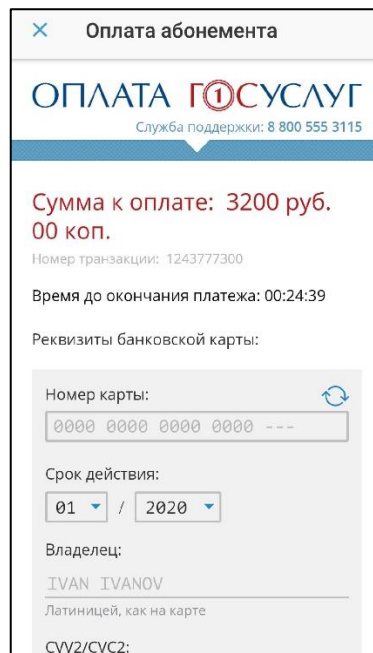 Оплата абонемента
ОПЛАТА Г1СУСЛУГ
Служба поддержки: 8 800 555 3115
Сумма к оплате: 3200 руб.
00 коп.
Номер транзакции: 1243777300
Время до окончания платежа: 00:24:39
Реквизиты банковской карты:
Номер карты:
0000 0000 0000 0000 ---
Срок действия:
01 / 2020
Владелец:
IVAN IVANOV
Латиницей, как на карте
CVV2/CVC2: